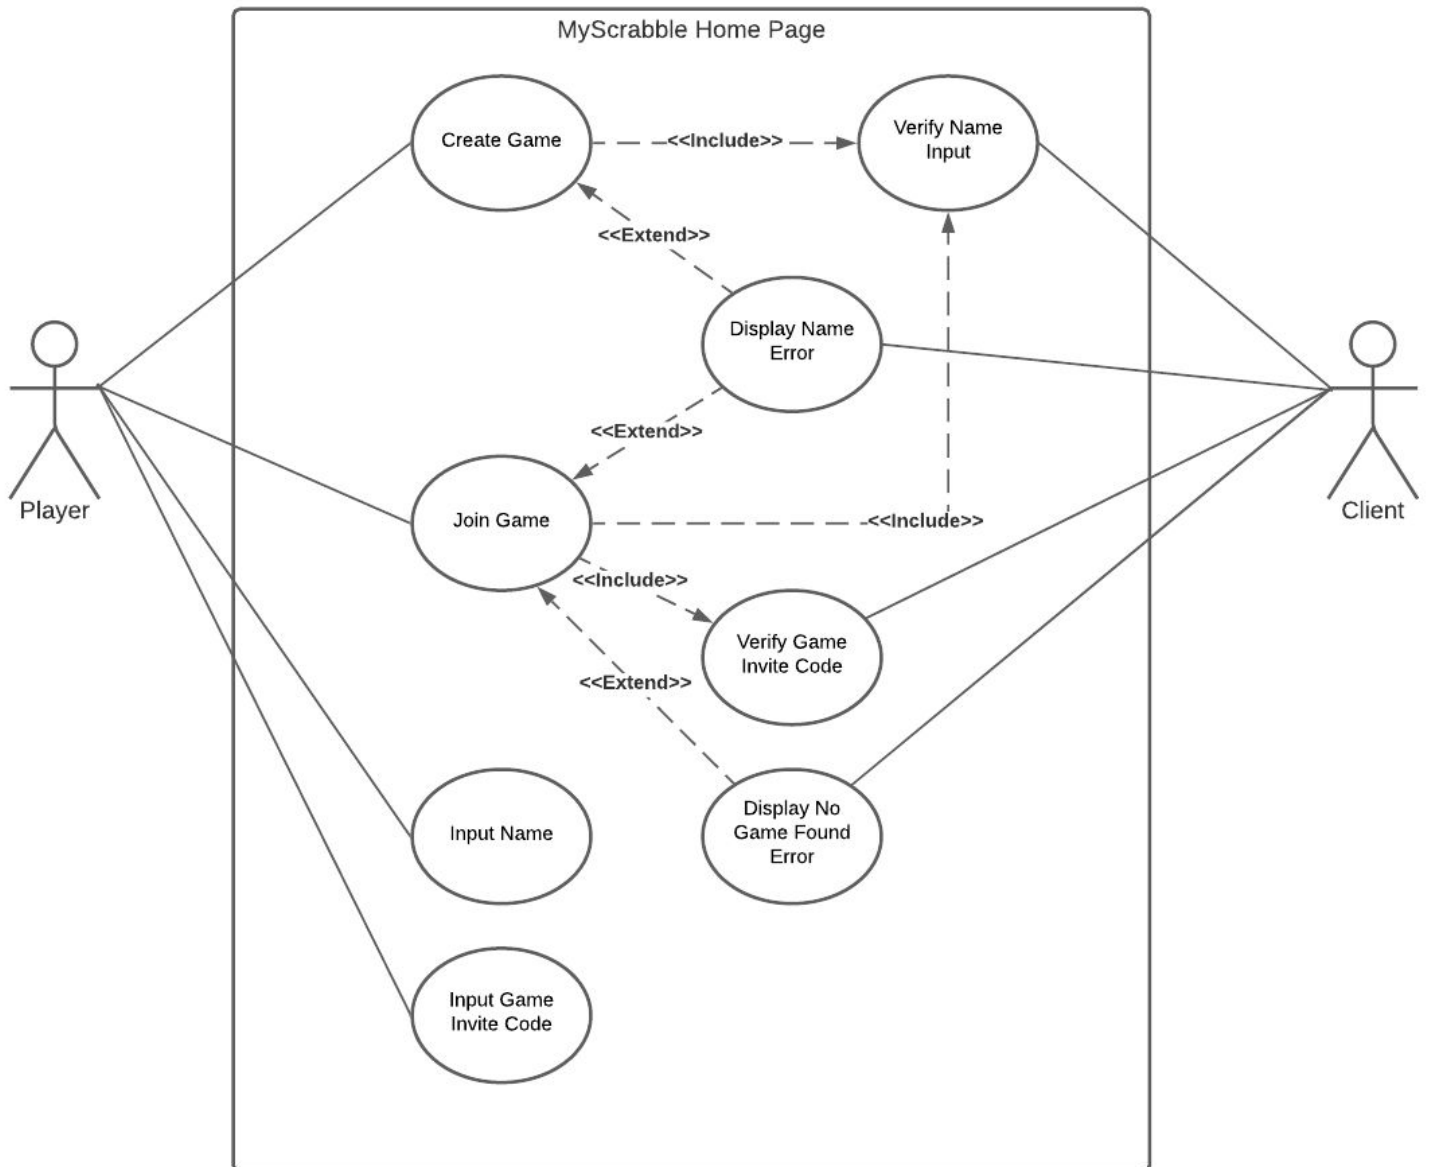 MyScrabble Home Page
Create Game
<<Include>>
Verify Name
Input
<<Extend>>
Display Name
Error
<<Extend>>
Player
Join Game
<<Include>>
Client
<<Include>>
Verify Game
Invite Code
<<Extend>>
Input Name
Display No
Game Found
Error
Input Game
Invite Code